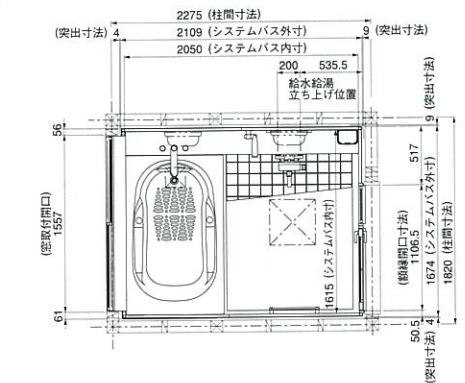 2275 (柱間寸法)
(突出寸法) 4 2109 (システムバス外寸) 9 (突出寸法)
2050 (システムバス内寸)
200 535.5
給水給湯
立ち上げ位置
9 (突出寸法)
56
517
(窓取付開口)
1557
1615 (システムバス内寸)
(額縁開口寸法)
1106.5
1674 (システムバス外寸)
1820 (柱間寸法)
61
50.5
4
(突出寸法)